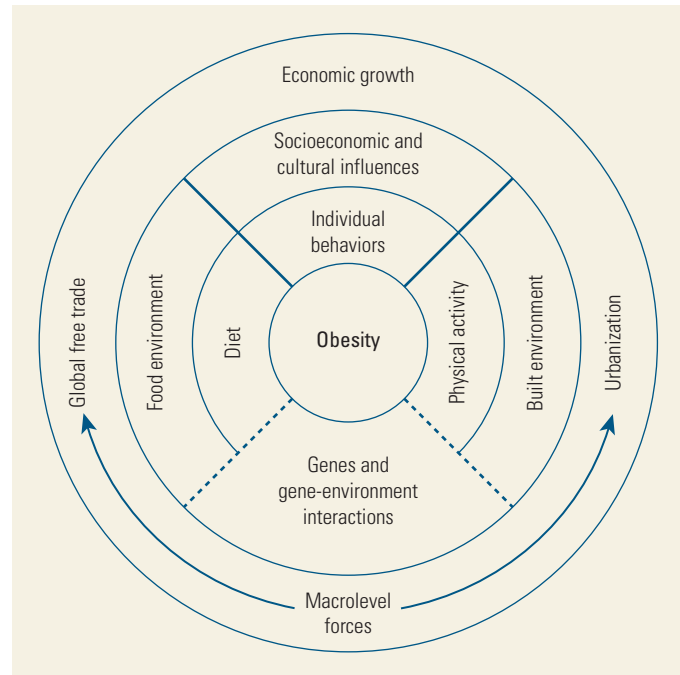 Economic growth
Socioeconomic and
cultural influences
Individual
behaviors
Global free trade
Food environment
Diet
Obesity
Physical activity
Built environment
Urbanization
Genes and
gene-environment
interactions
Macrolevel
forces